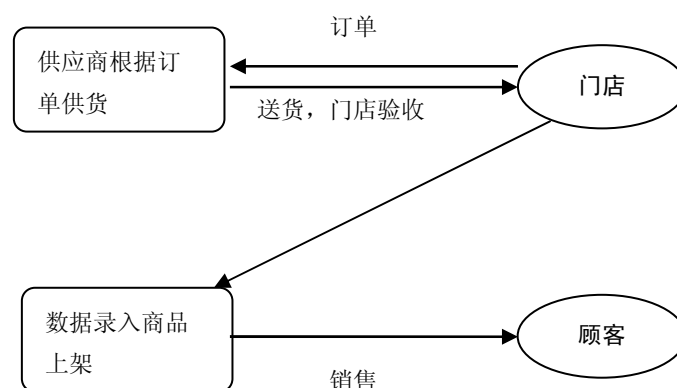 订单
供应商根据订
单供货
门店
送货，门店验收
数据录入商品
上架
顾客
销售